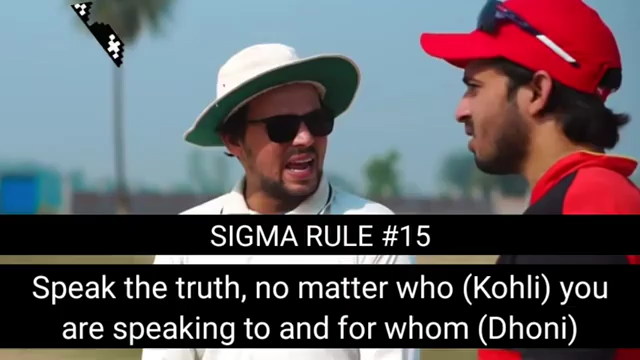 SIGMA RULE #15
Speak the truth, no matter who (Kohli) you
are speaking to and for whom (Dhoni)